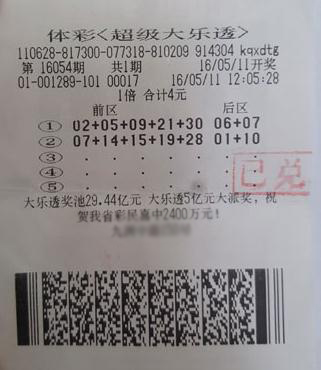 体彩<超级大乐透>
110628-817300-077318-810209 914304 kqxdtg
第 16054期 共1期 16/05/11开奖
01-001289-101 00017 16/05/11 12:05:28
1倍 合计4元
前区 后区
① 02+05+09+21+30 06+07
② 07+14+15+19+28 01+10
③ . . . . . . .
④ . . . . . . .
⑤ . . . . . . .
已兑
大乐透奖池29.44亿元 大乐透5亿元大派奖，祝
贺我省彩民喜中2400万元！